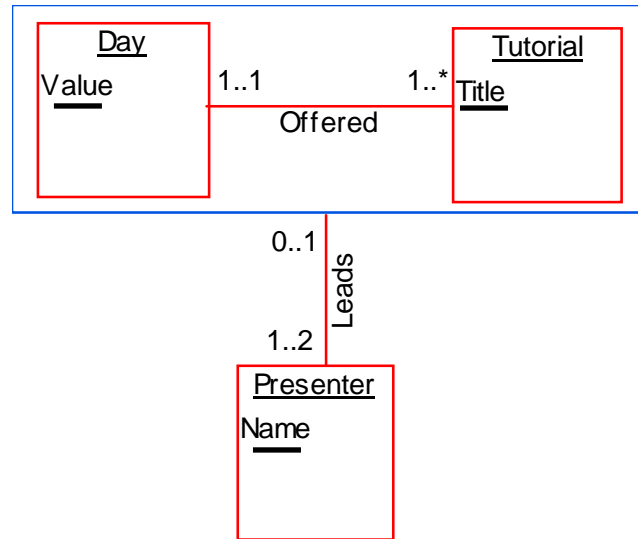 Day
Value
1..1
1..*
Offered
Tutorial
Title
0..1
Leads
1..2
Presenter
Name